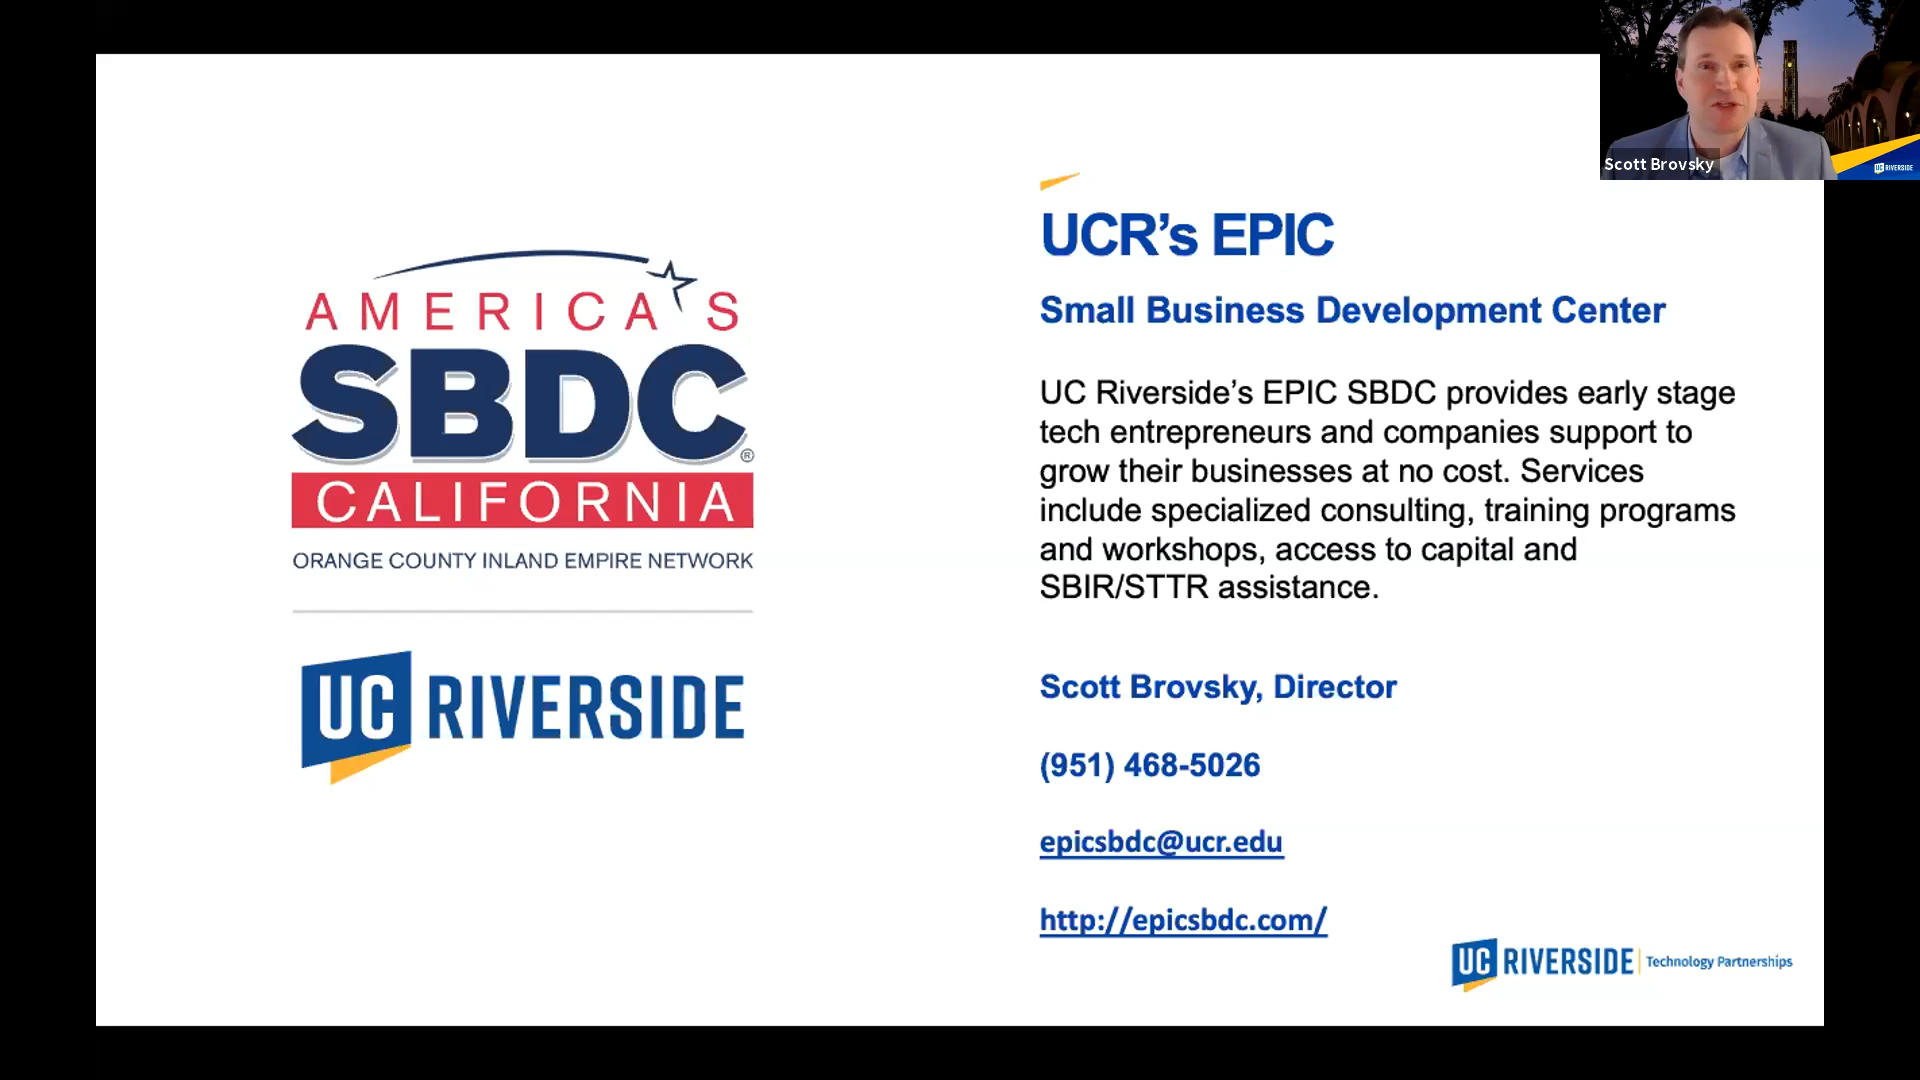 Scott Brovsky
UC RIVERSIDE
AMERICA'S
SBDC®
CALIFORNIA
ORANGE COUNTY INLAND EMPIRE NETWORK
UC RIVERSIDE
UCR’s EPIC
Small Business Development Center
UC Riverside’s EPIC SBDC provides early stage
tech entrepreneurs and companies support to
grow their businesses at no cost. Services
include specialized consulting, training programs
and workshops, access to capital and
SBIR/STTR assistance.
Scott Brovsky, Director
(951) 468-5026
epicsbdc@ucr.edu
http://epicsbdc.com/
UC RIVERSIDE | Technology Partnerships